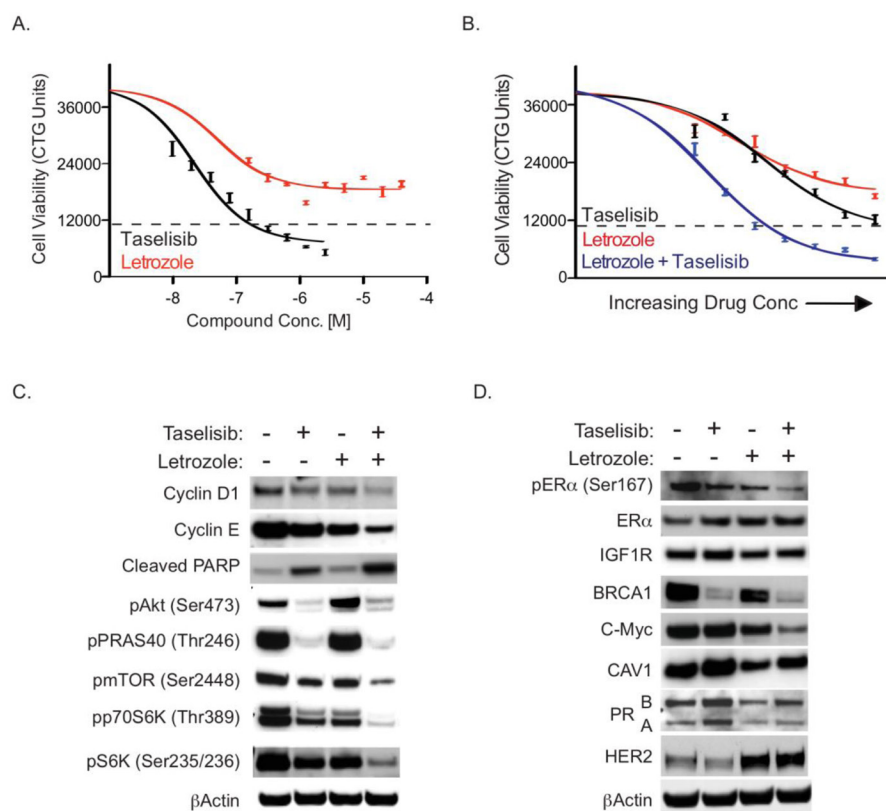 A.
Cell Viability (CTG Units)
36000
24000
12000
0
Taselisib
Letrozole
-8 -7 -6 -5 -4
Compound Conc. [M]
B.
Cell Viability (CTG Units)
36000
24000
12000
0
Taselisib
Letrozole
Letrozole + Taselisib
Increasing Drug Conc
C.
Taselisib: - + - +
Letrozole: - - + +
Cyclin D1
Cyclin E
Cleaved PARP
pAkt (Ser473)
pPRAS40 (Thr246)
pmTOR (Ser2448)
pp70S6K (Thr389)
pS6K (Ser235/236)
βActin
D.
Taselisib: - + - +
Letrozole: - - + +
pERα (Ser167)
ERα
IGF1R
BRCA1
C-Myc
CAV1
PR B
A
HER2
βActin